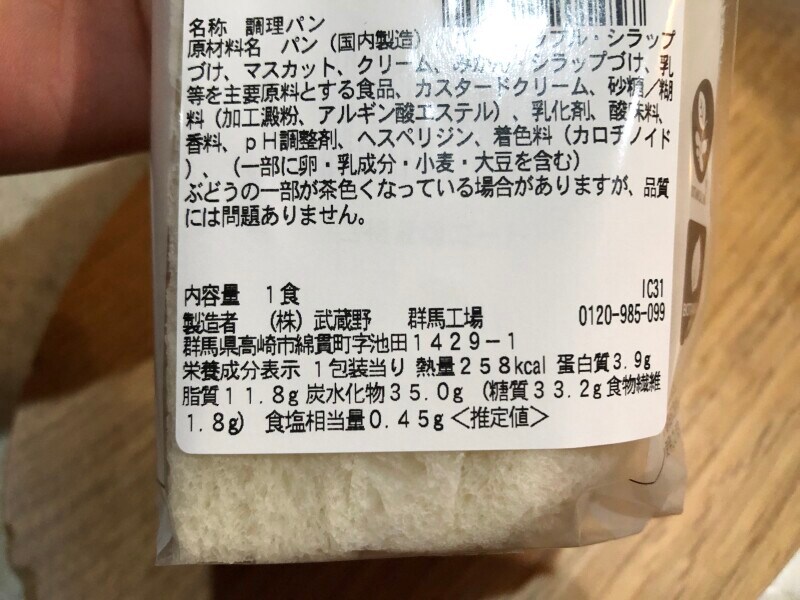 名称 調理パン
原材料名 パン（国内製造） ップル・シラップ
づけ、マスカット、クリーム、みかん・シラップづけ、乳
等を主要原料とする食品、カスタードクリーム、砂糖／糊
料（加工澱粉、アルギン酸エステル）、乳化剤、酸味料、
香料、pH調整剤、ヘスペリジン、着色料（カロチノイド
）、（一部に卵・乳成分・小麦・大豆を含む）
ぶどうの一部が茶色くなっている場合がありますが、品質
には問題ありません。
内容量 1食 IC31
製造者 （株）武蔵野 群馬工場 0120-985-099
群馬県高崎市綿貫町字池田1429-1
栄養成分表示 1包装当り 熱量258kcal 蛋白質3.9g
脂質11.8g 炭水化物35.0g （糖質33.2g 食物繊維
1.8g） 食塩相当量0.45g＜推定値＞